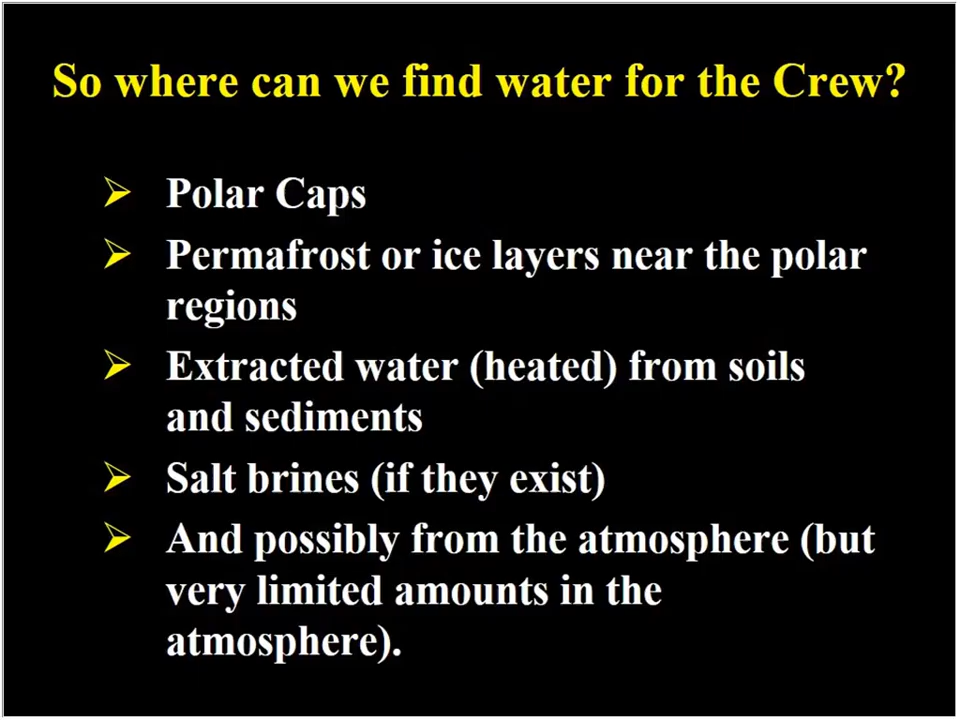 So where can we find water for the Crew?
Polar Caps
Permafrost or ice layers near the polar
regions
Extracted water (heated) from soils
and sediments
Salt brines (if they exist)
And possibly from the atmosphere (but
very limited amounts in the
atmosphere).